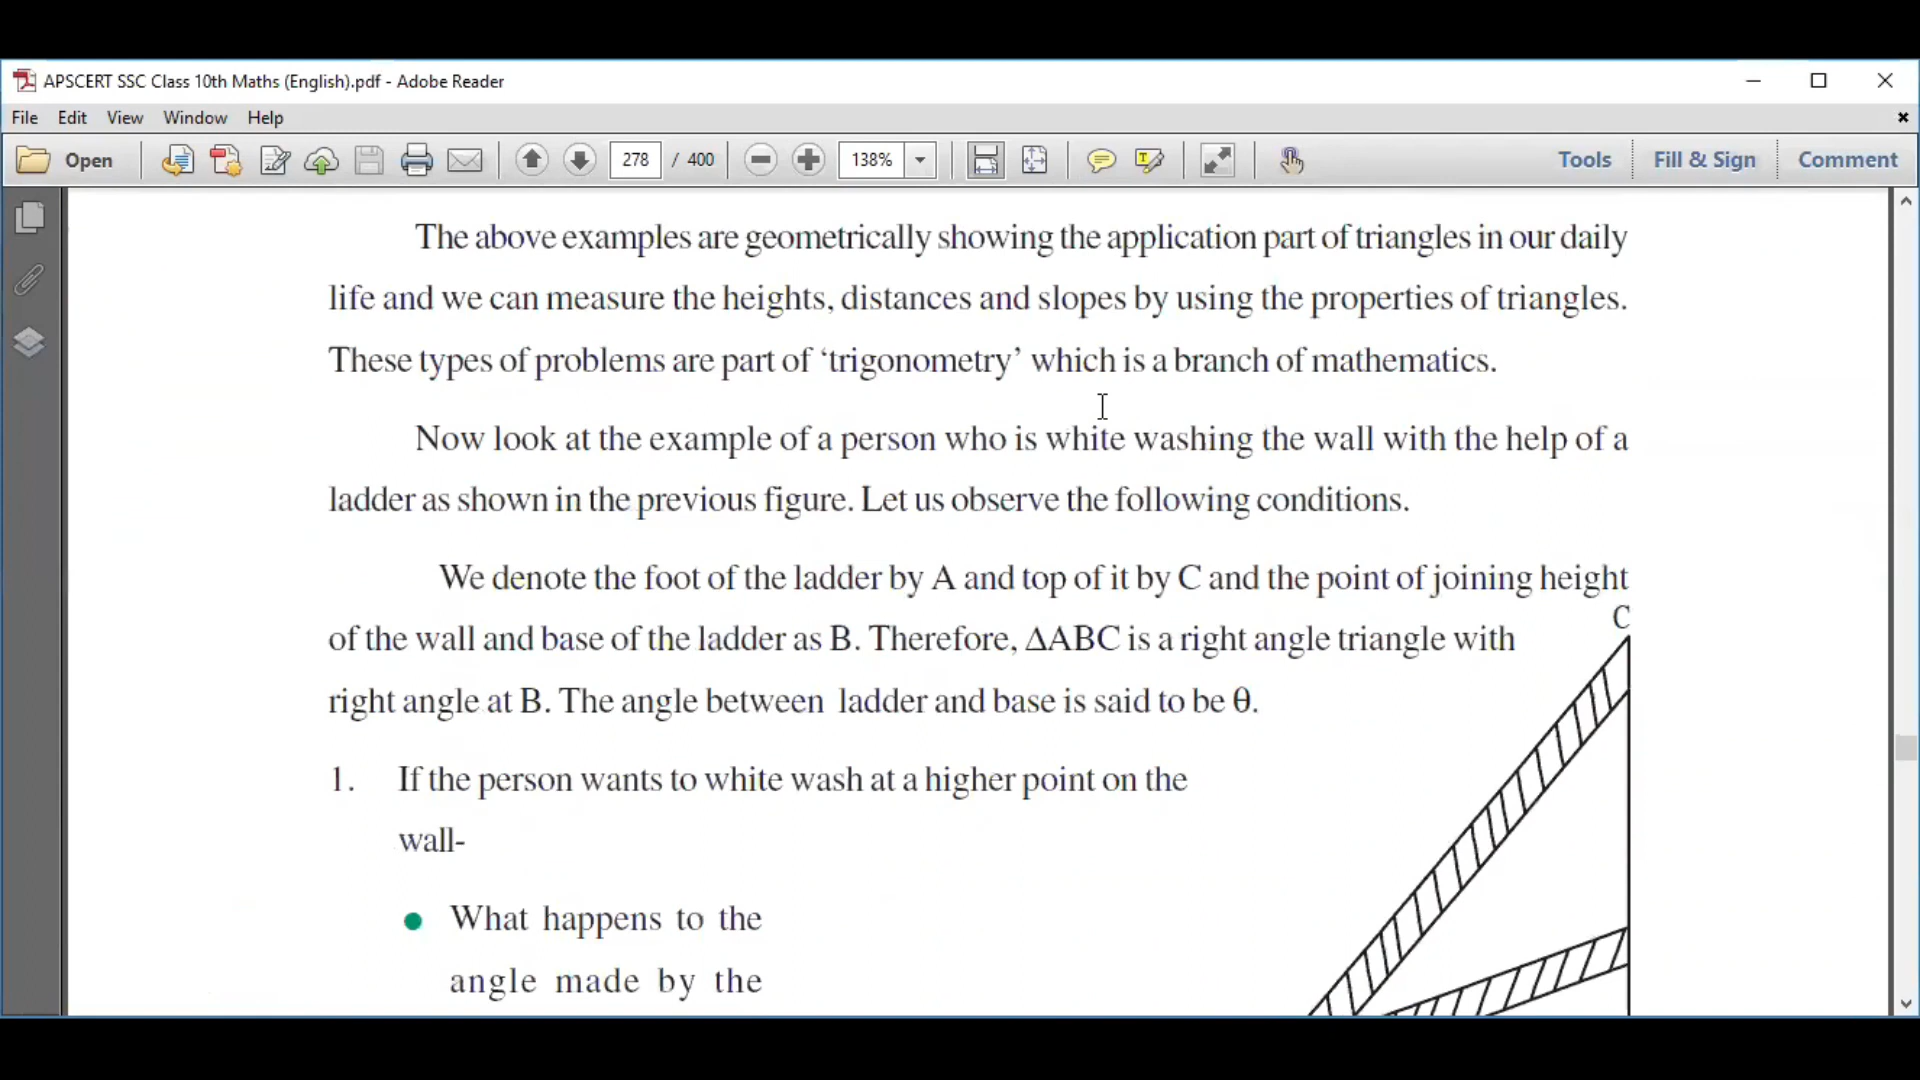 APSCERT SSC Class 10th Maths (English).pdf - Adobe Reader
File Edit View Window Help
Open 278 / 400 138% Tools Fill & Sign Comment
The above examples are geometrically showing the application part of triangles in our daily
life and we can measure the heights, distances and slopes by using the properties of triangles.
These types of problems are part of ‘trigonometry’ which is a branch of mathematics.
Now look at the example of a person who is white washing the wall with the help of a
ladder as shown in the previous figure. Let us observe the following conditions.
We denote the foot of the ladder by A and top of it by C and the point of joining height
C
of the wall and base of the ladder as B. Therefore, ΔABC is a right angle triangle with
right angle at B. The angle between ladder and base is said to be θ.
1. If the person wants to white wash at a higher point on the
wall-
● What happens to the
angle made by the